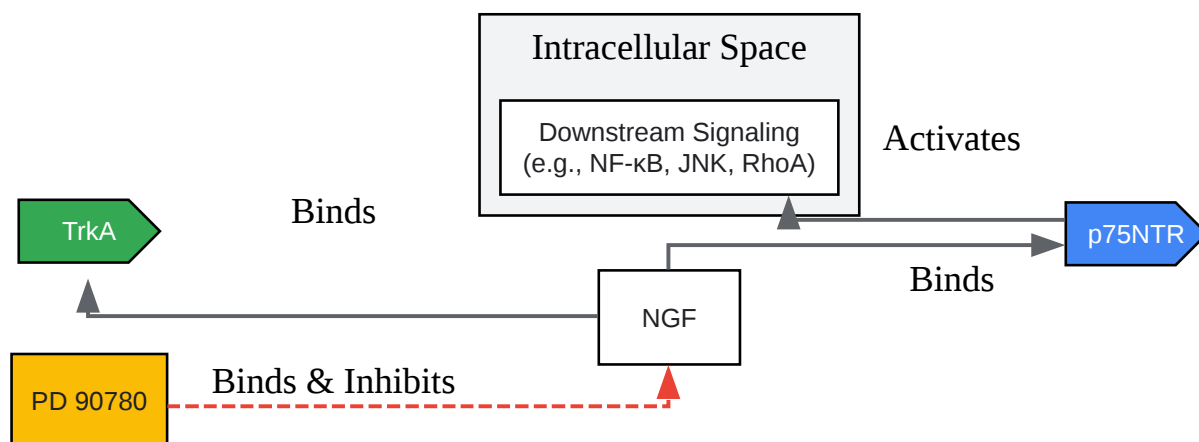 Intracellular Space
Downstream Signaling
(e.g., NF-κB, JNK, RhoA)
Activates
Binds
TrkA
p75NTR
Binds
NGF
Binds & Inhibits
PD 90780